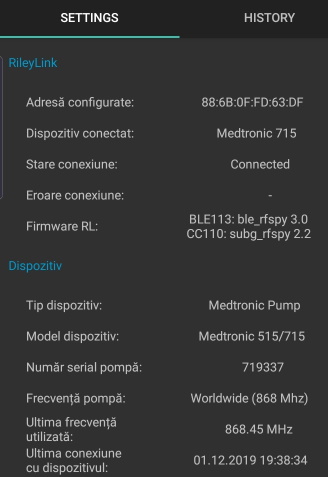 SETTINGS HISTORY
RileyLink
Adresă configurate: 88:6B:0F:FD:63:DF
Dispozitiv conectat: Medtronic 715
Stare conexiune: Connected
Eroare conexiune: -
Firmware RL: BLE113: ble_rfspy 3.0
CC110: subg_rfspy 2.2
Dispozitiv
Tip dispozitiv: Medtronic Pump
Model dispozitiv: Medtronic 515/715
Număr serial pompă: 719337
Frecvență pompă: Worldwide (868 Mhz)
Ultima frecvență
utilizată: 868.45 MHz
Ultima conexiune
cu dispozitivul: 01.12.2019 19:38:34